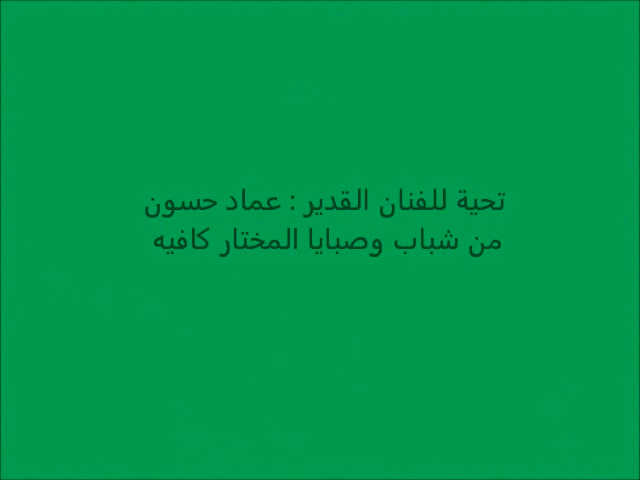 تحية للفنان القدير : عماد حسون
من شباب وصبايا المختار كافيه